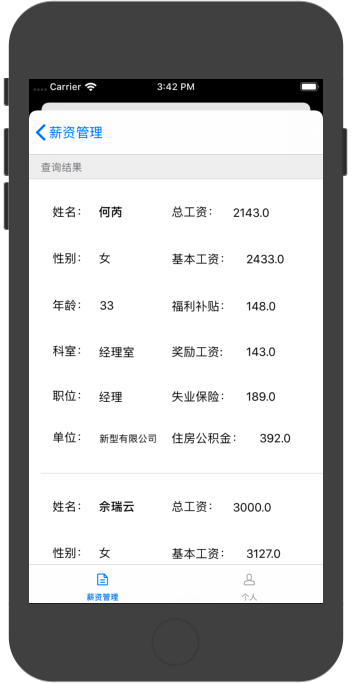 Carrier 3:42 PM
薪资管理
查询结果
姓名： 何芮 总工资： 2143.0
性别： 女 基本工资： 2433.0
年龄： 33 福利补贴： 148.0
科室： 经理室 奖励工资： 143.0
职位： 经理 失业保险： 189.0
单位： 新型有限公司 住房公积金： 392.0
姓名： 佘瑞云 总工资： 3000.0
性别： 女 基本工资： 3127.0
薪资管理 个人